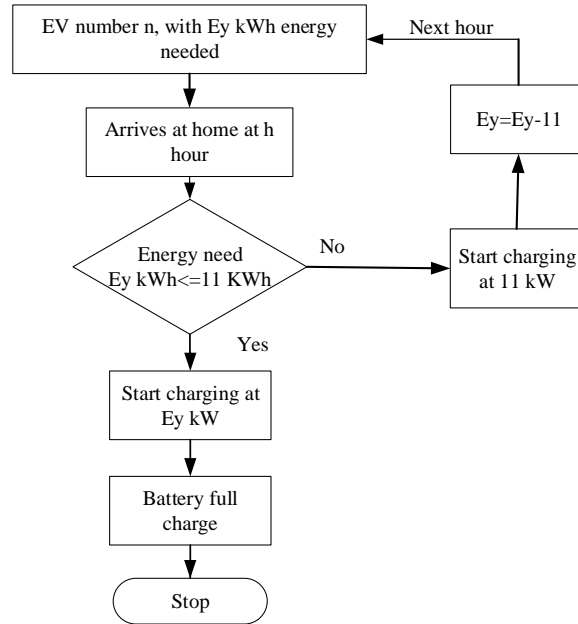 EV number n, with Ey kWh energy
needed
Next hour
Ey=Ey-11
Arrives at home at h
hour
Energy need
Ey kWh<=11 KWh
No
Start charging
at 11 kW
Yes
Start charging at
Ey kW
Battery full
charge
Stop